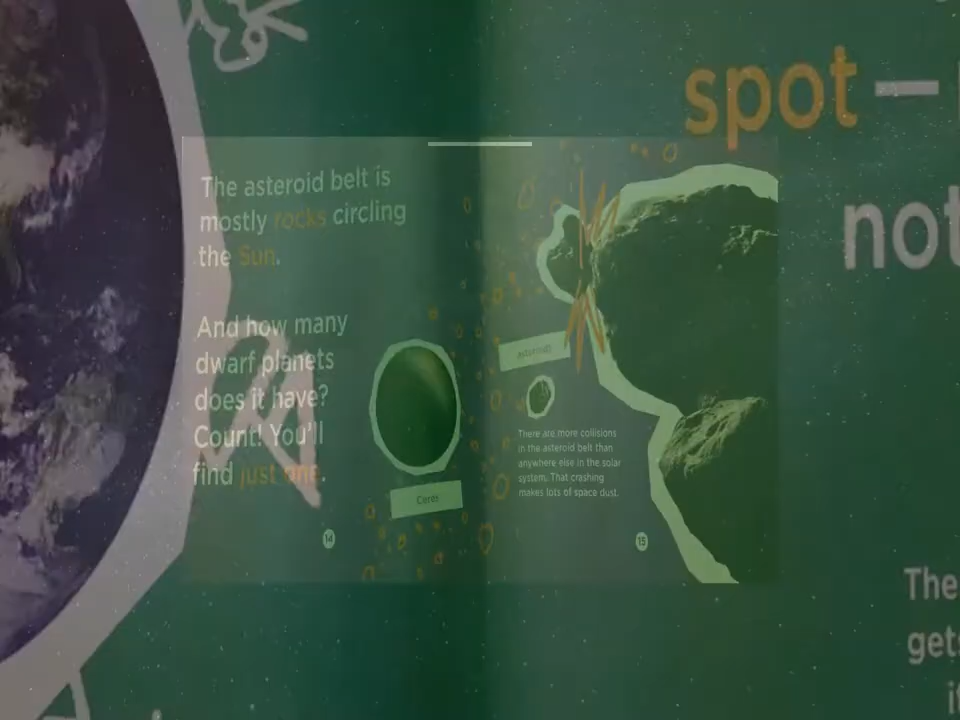 spot —
not
The asteroid belt is
mostly rocks circling
the Sun.
And how many
dwarf planets
does it have?
Count! You'll
find just one.
Ceres
14
asteroids
There are more collisions
in the asteroid belt than
anywhere else in the solar
system. That crashing
makes lots of space dust.
15
The
gets